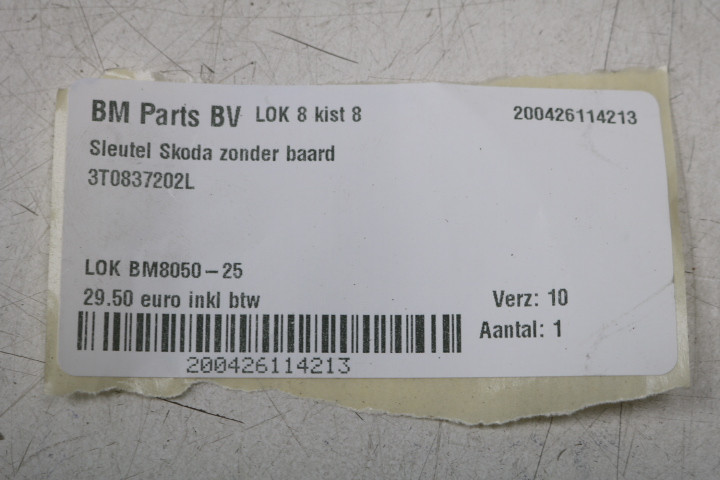 BM Parts BV LOK 8 kist 8 200426114213
Sleutel Skoda zonder baard
3T0837202L
LOK BM8050-25
29.50 euro inkl btw Verz: 10
Aantal: 1
200426114213